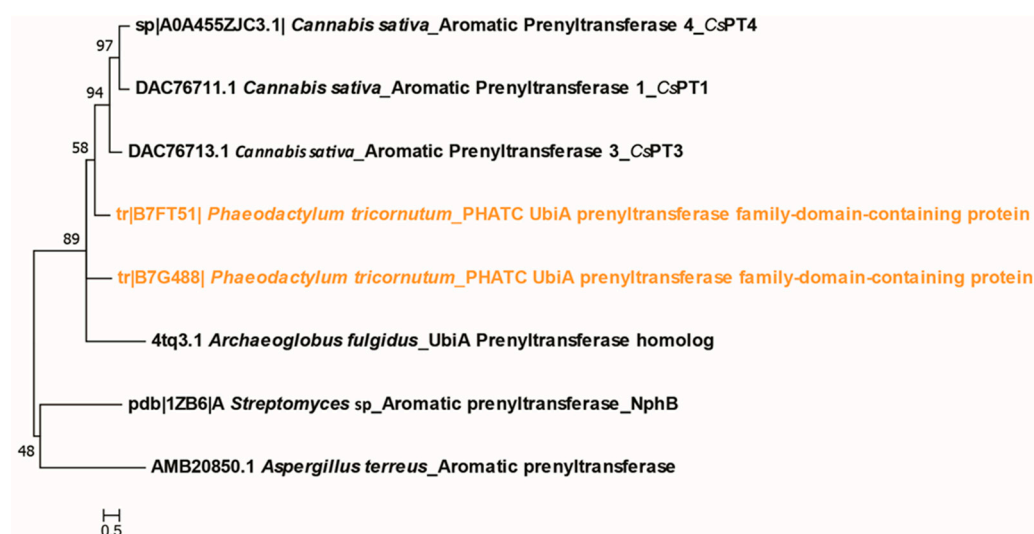 sp|A0A455ZJC3.1| Cannabis sativa_Aromatic Prenyltransferase 4_CsPT4
97
DAC76711.1 Cannabis sativa_Aromatic Prenyltransferase 1_CsPT1
94
DAC76713.1 Cannabis sativa_Aromatic Prenyltransferase 3_CsPT3
58
tr|B7FT51| Phaeodactylum tricornutum_PHATC UbiA prenyltransferase family-domain-containing protein
89
tr|B7G488| Phaeodactylum tricornutum_PHATC UbiA prenyltransferase family-domain-containing protein
4tq3.1 Archaeoglobus fulgidus_UbiA Prenyltransferase homolog
pdb|1ZB6|A Streptomyces sp_Aromatic prenyltransferase_NphB
48
AMB20850.1 Aspergillus terreus_Aromatic prenyltransferase
0.5